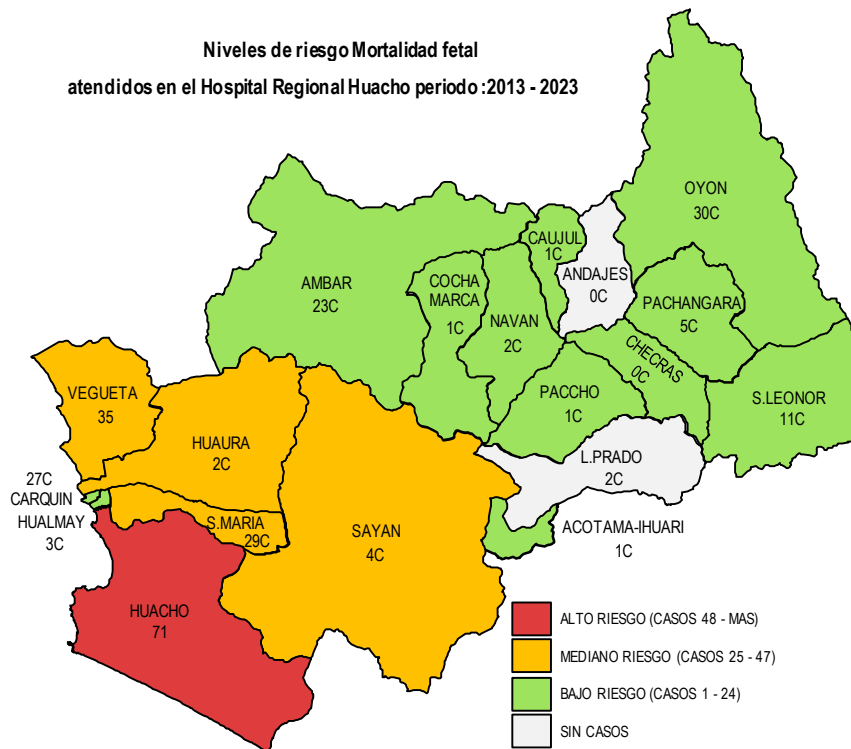 Niveles de riesgo Mortalidad fetal
atendidos en el Hospital Regional Huacho periodo :2013 - 2023
OYON
30C
CAUJUL
1C
ANDAJES
0C
AMBAR
23C
COCHA
MARCA
1C
NAVAN
2C
PACHANGARA
5C
CHECRAS
0C
VEGUETA
35
PACCHO
1C
S.LEONOR
11C
HUAURA
2C
L.PRADO
2C
27C
CARQUIN
HUALMAY
3C
S.MARIA
29C
SAYAN
4C
ACOTAMA-IHUARI
1C
HUACHO
71
ALTO RIESGO (CASOS 48 - MAS)
MEDIANO RIESGO (CASOS 25 - 47)
BAJO RIESGO (CASOS 1 - 24)
SIN CASOS